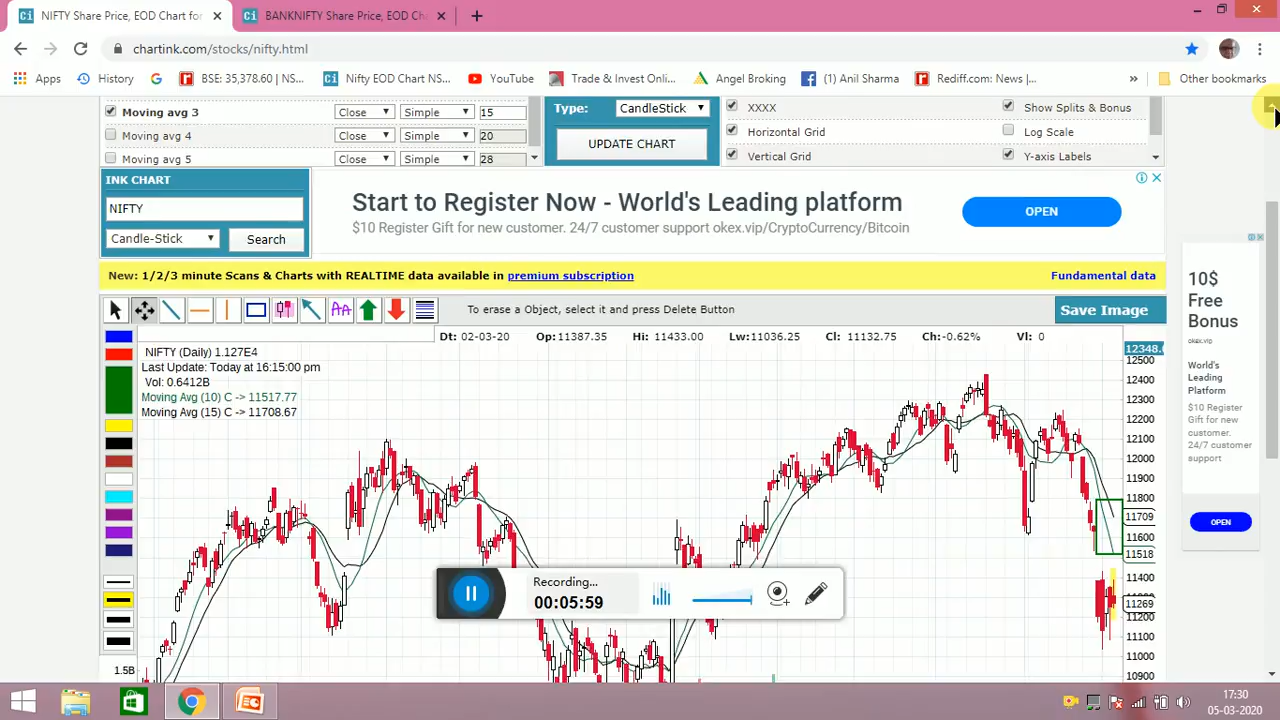 NIFTY Share Price, EOD Chart for
BANKNIFTY Share Price, EOD Cha
chartink.com/stocks/nifty.html
Apps
History
BSE: 35,378.60 | NS...
Nifty EOD Chart NS...
YouTube
Trade & Invest Onli...
Angel Broking
(1) Anil Sharma
Rediff.com: News |...
»
Other bookmarks
Moving avg 3 Close Simple 15
Moving avg 4 Close Simple 20
Moving avg 5 Close Simple 28
Type: CandleStick
UPDATE CHART
XXXX
Show Splits & Bonus
Horizontal Grid
Log Scale
Vertical Grid
Y-axis Labels
INK CHART
NIFTY
Candle-Stick
Search
Start to Register Now - World's Leading platform
$10 Register Gift for new customer. 24/7 customer support okex.vip/CryptoCurrency/Bitcoin
OPEN
New: 1/2/3 minute Scans & Charts with REALTIME data available in premium subscription
Fundamental data
To erase a Object, select it and press Delete Button
Save Image
Dt: 02-03-20 Op: 11387.35 Hi: 11433.00 Lw: 11036.25 Cl: 11132.75 Ch:-0.62% Vl: 0
NIFTY (Daily) 1.127E4
Last Update: Today at 16:15:00 pm
Vol: 0.6412B
Moving Avg (10) C -> 11517.77
Moving Avg (15) C -> 11708.67
12348.0
12500
12400
12300
12200
12100
12000
11900
11800
11709
11600
11518
11400
11269
11200
11100
11000
10900
1.5B
Recording...
00:05:59
10$
Free
Bonus
okex.vip
World's
Leading
Platform
$10 Register
Gift for new
customer.
24/7 customer
support
OPEN
17:30
05-03-2020